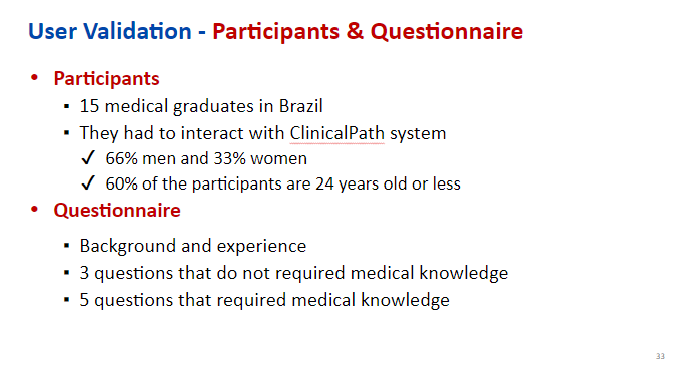 User Validation - Participants & Questionnaire
• Participants
▪ 15 medical graduates in Brazil
▪ They had to interact with ClinicalPath system
✓ 66% men and 33% women
✓ 60% of the participants are 24 years old or less
• Questionnaire
▪ Background and experience
▪ 3 questions that do not required medical knowledge
▪ 5 questions that required medical knowledge
33